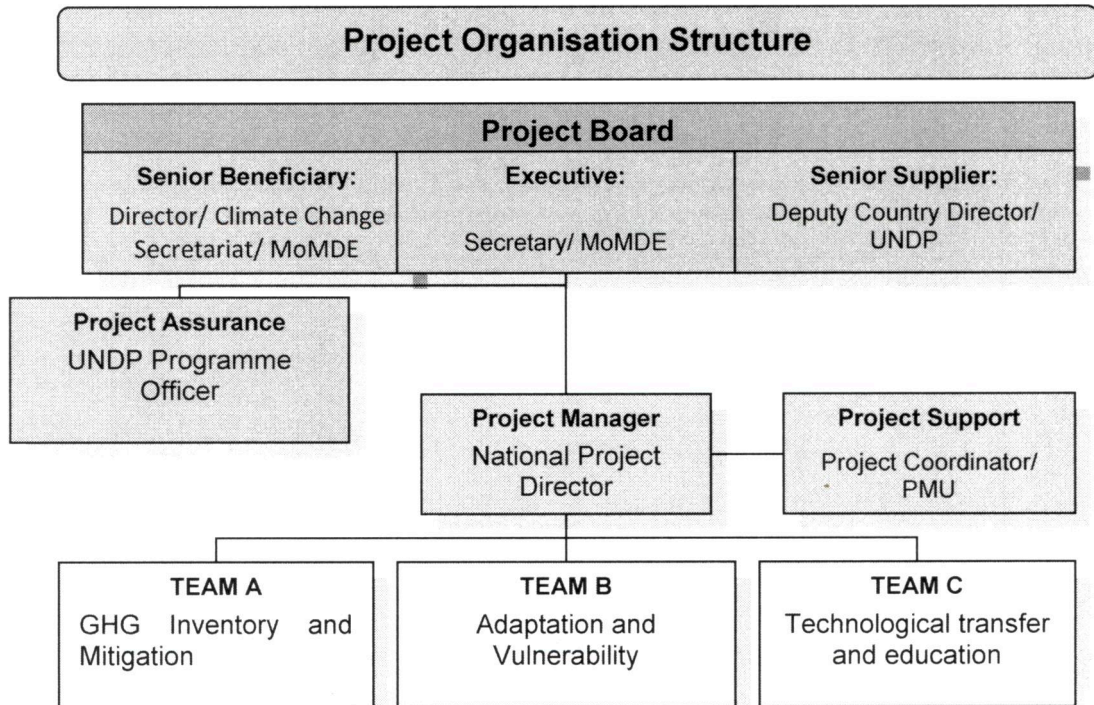 Project Organisation Structure
Project Board
Senior Beneficiary:
Director/ Climate Change
Secretariat/ MoMDE
Executive:
Secretary/ MoMDE
Senior Supplier:
Deputy Country Director/
UNDP
Project Assurance
UNDP Programme
Officer
Project Manager
National Project
Director
Project Support
Project Coordinator/
PMU
TEAM A
GHG Inventory and
Mitigation
TEAM B
Adaptation and
Vulnerability
TEAM C
Technological transfer
and education